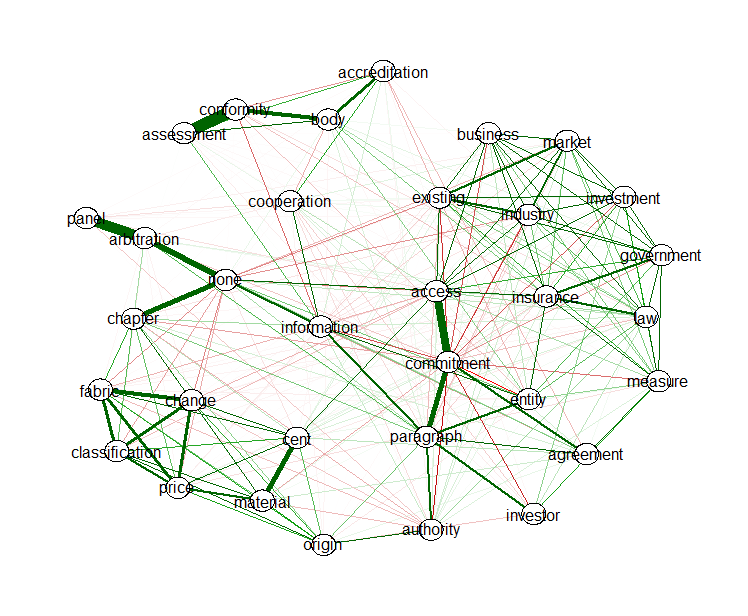 accreditation
conformity
body
assessment
business
market
cooperation
existing
investment
panel
industry
arbitration
government
none
access
insurance
chapter
information
law
commitment
measure
fabric
change
entity
cent
paragraph
classification
agreement
price
material
investor
authority
origin